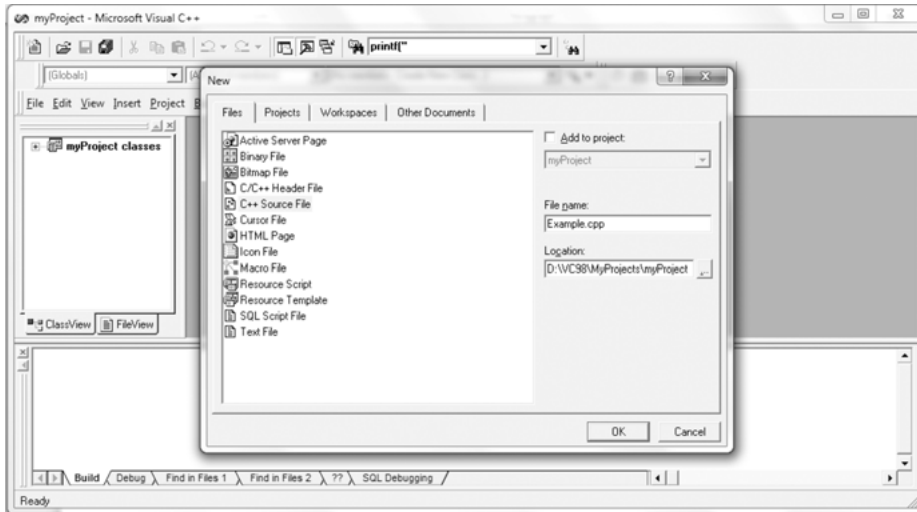 myProject - Microsoft Visual C++
printf("
(Globals)
File Edit View Insert Project
New
Files Projects Workspaces Other Documents
myProject classes
Active Server Page
Binary File
Bitmap File
C/C++ Header File
C++ Source File
Cursor File
HTML Page
Icon File
Macro File
Resource Script
Resource Template
SQL Script File
Text File
Add to project:
myProject
File name:
Example.cpp
Location:
D:\VC98\MyProjects\myProject
...
OK Cancel
ClassView FileView
Build Debug Find in Files 1 Find in Files 2 ?? SQL Debugging
Ready